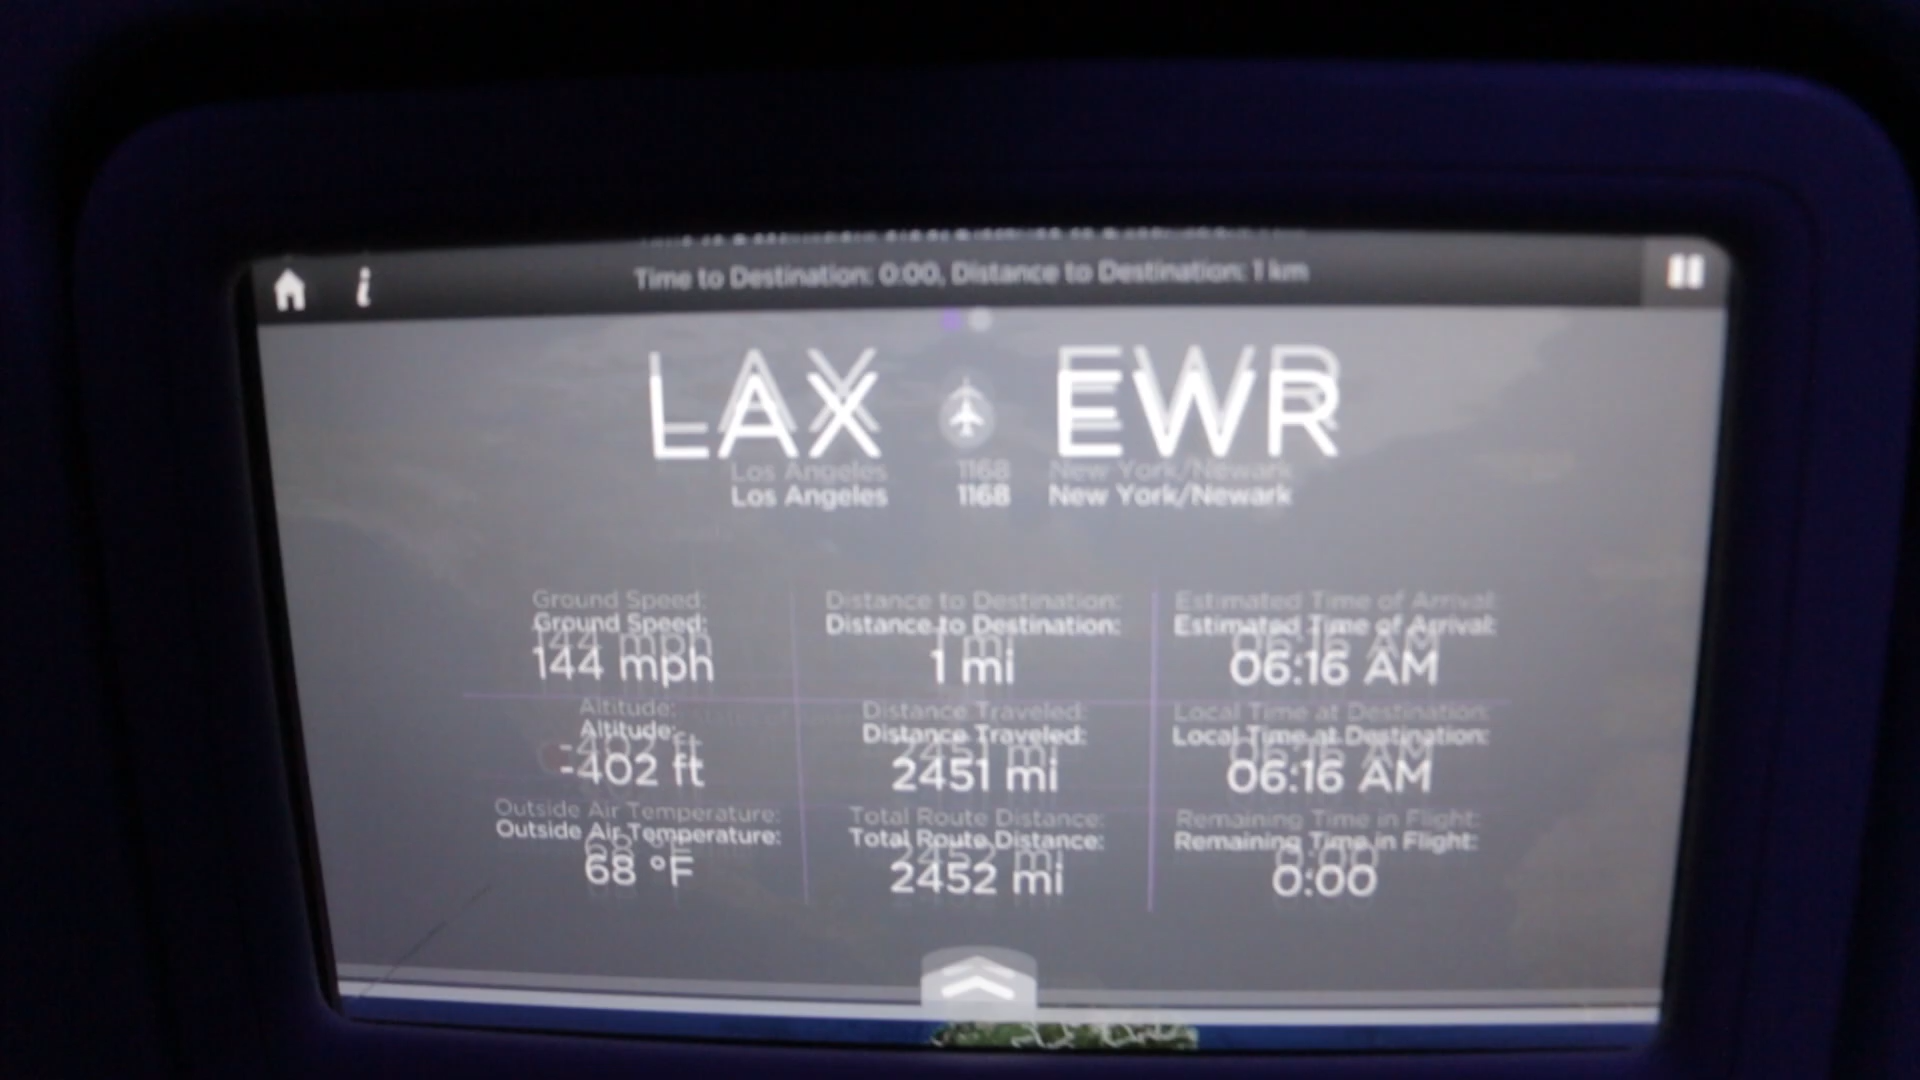 i
Time to Destination: 0:00, Distance to Destination: 1 km
LAX EWR
Los Angeles 1168 New York/Newark
Ground Speed: Distance to Destination: Estimated Time of Arrival:
144 mph 1 mi 06:16 AM
Altitude: Distance Traveled: Local Time at Destination:
-402 ft 2451 mi 06:16 AM
Outside Air Temperature: Total Route Distance: Remaining Time in Flight:
68 °F 2452 mi 0:00